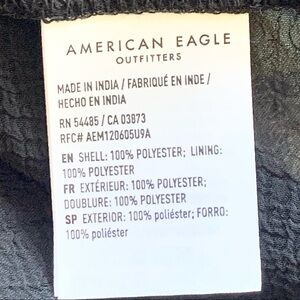 AMERICAN EAGLE
OUTFITTERS
MADE IN INDIA / FABRIQUÉ EN INDE /
HECHO EN INDIA
RN 54485 / CA 03873
RFC# AEM120605U9A
EN SHELL: 100% POLYESTER; LINING:
100% POLYESTER
FR EXTÉRIEUR: 100% POLYESTER;
DOUBLURE: 100% POLYESTER
SP EXTERIOR: 100% poliéster; FORRO:
100% poliéster